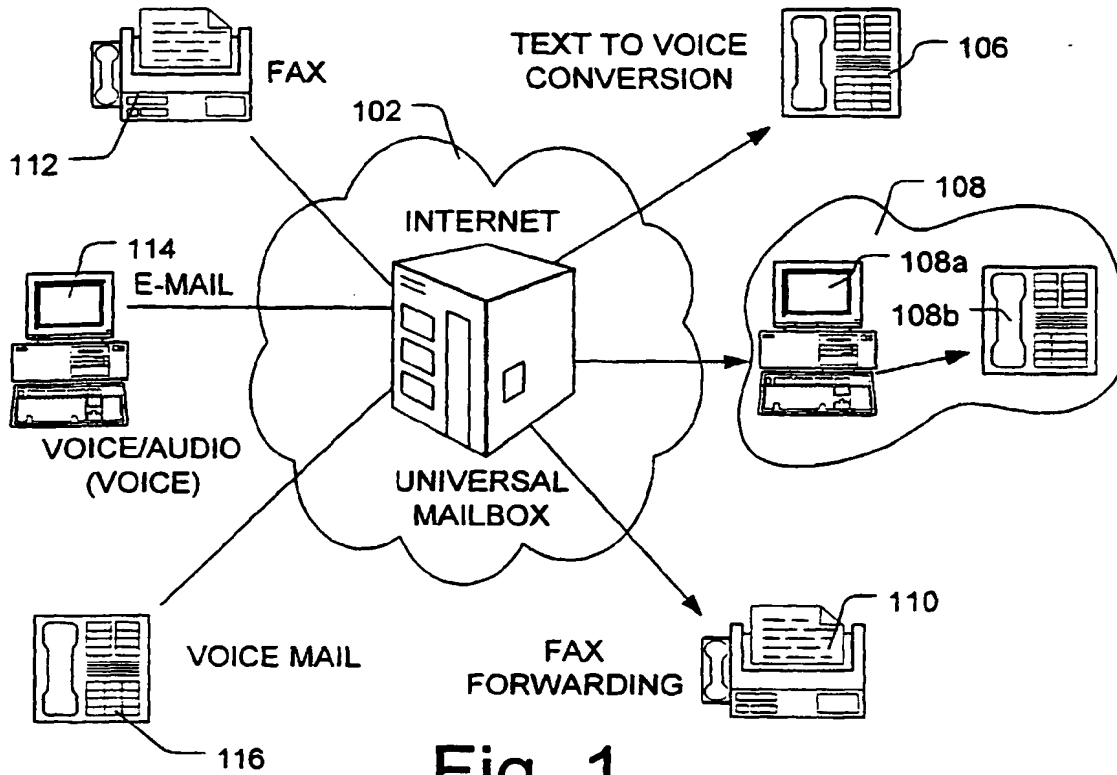 FAX
112
102
TEXT TO VOICE
CONVERSION
106
INTERNET
114
E-MAIL
VOICE/AUDIO
(VOICE)
108
108a
108b
UNIVERSAL
MAILBOX
VOICE MAIL
116
FAX
FORWARDING
110
Fig. 1